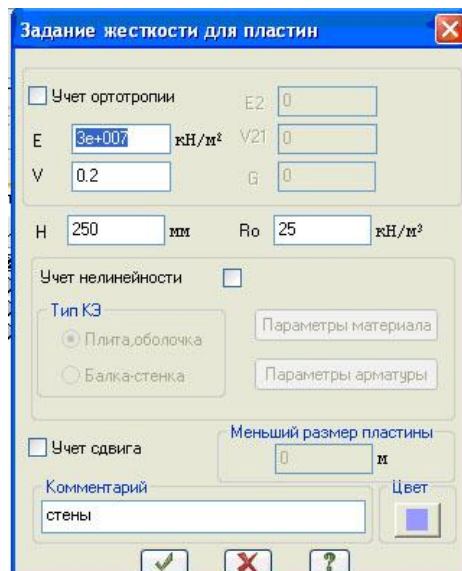 Задание жесткости для пластин
Учет ортотропии
E2 0
E 3e+007 кН/м² V21 0
V 0.2
G 0
H 250 мм Ro 25 кН/м³
Учет нелинейности
Тип КЭ
Плита,оболочка
Параметры материала
Балка-стенка
Параметры арматуры
Учет сдвига
Меньший размер пластины
0 м
Комментарий
Цвет
стены
?